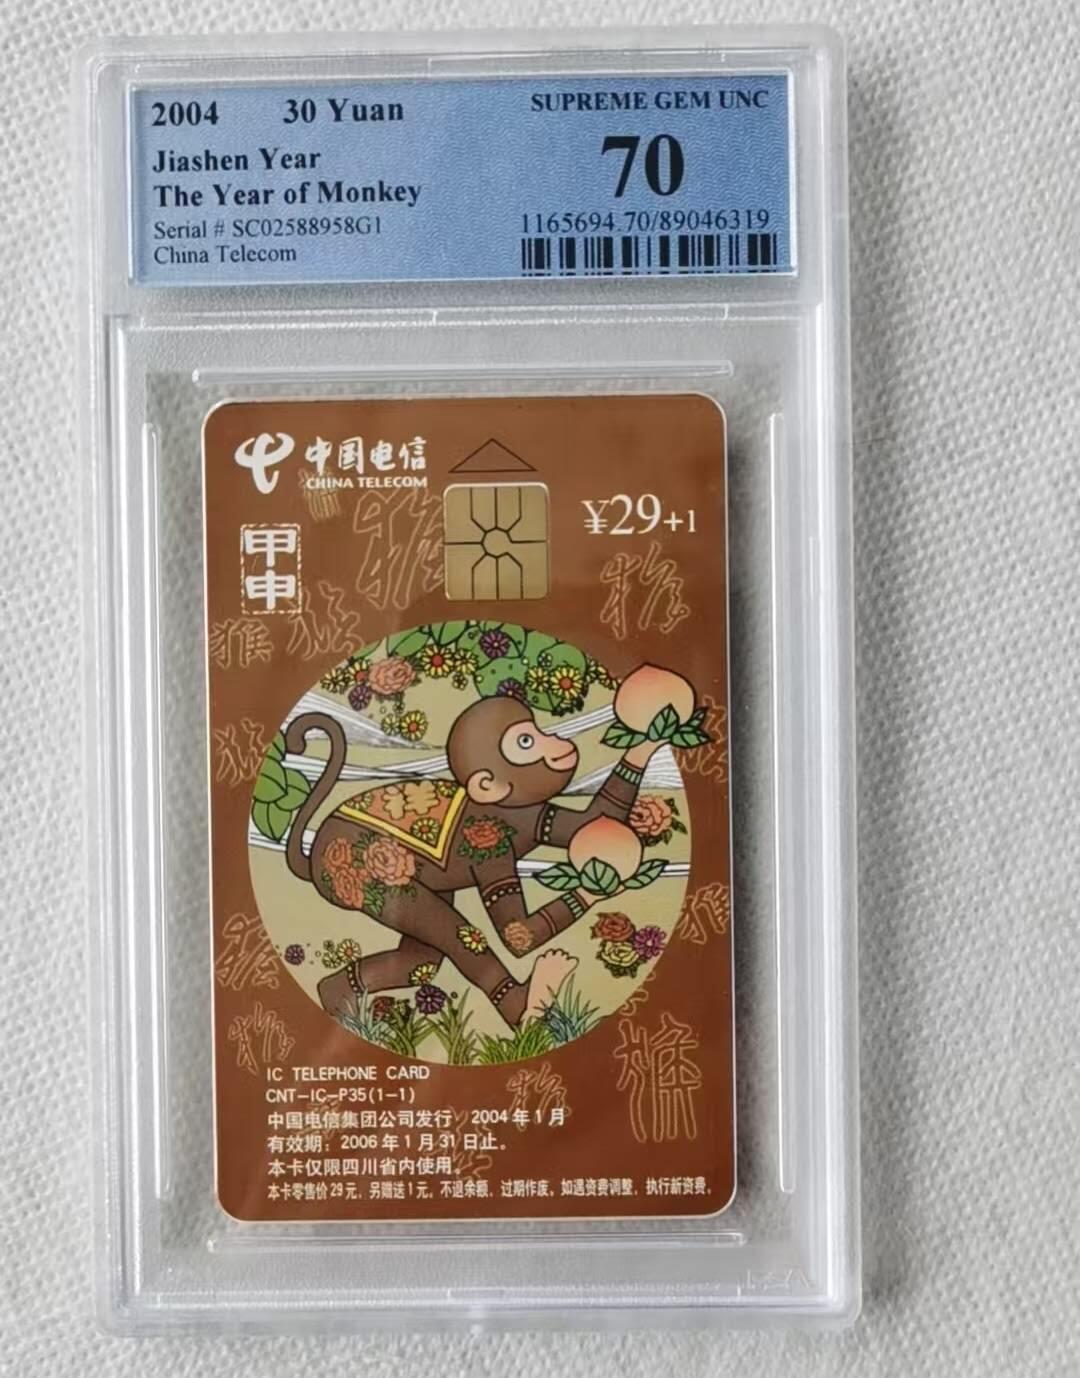 2004 30 Yuan
SUPREME GEM UNC
Jiashen Year
70
The Year of Monkey
Serial # SC02588958G1
1165694.70/89046319
China Telecom
中国电信
CHINA TELECOM
¥29+1
甲申
猴
猴
猴
祥
猴
IC TELEPHONE CARD
CNT-IC-P35(1-1)
中国电信集团公司发行 2004年1月
有效期：2006年1月31日止。
本卡仅限四川省内使用。
本卡零售价29元，另赠送1元，不退余额，过期作废。如遇资费调整，执行新资费。